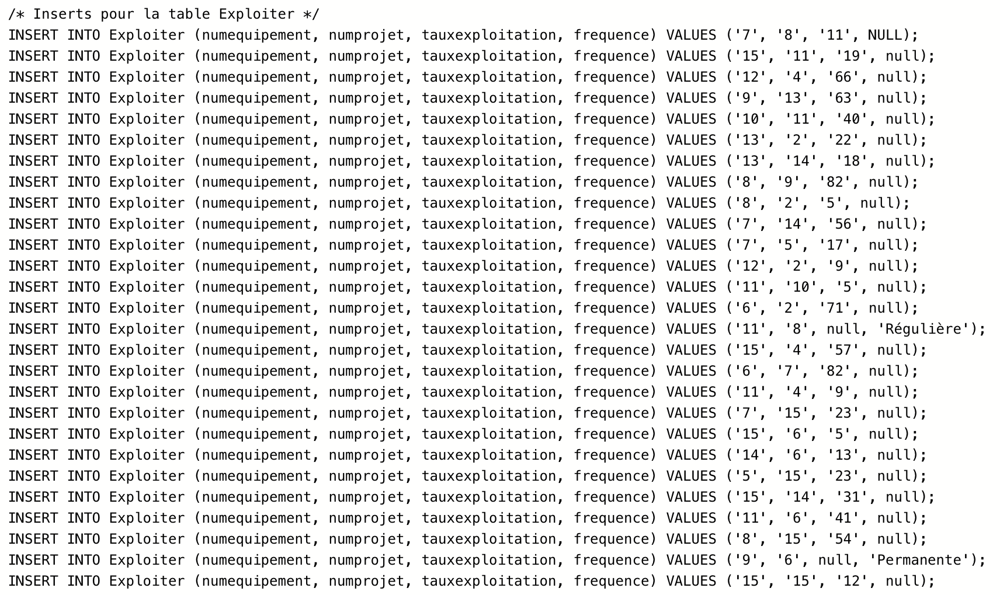 /* Inserts pour la table Exploiter */
INSERT INTO Exploiter (numequipement, numprojet, tauxexploitation, frequence) VALUES ('7', '8', '11', NULL);
INSERT INTO Exploiter (numequipement, numprojet, tauxexploitation, frequence) VALUES ('15', '11', '19', null);
INSERT INTO Exploiter (numequipement, numprojet, tauxexploitation, frequence) VALUES ('12', '4', '66', null);
INSERT INTO Exploiter (numequipement, numprojet, tauxexploitation, frequence) VALUES ('9', '13', '63', null);
INSERT INTO Exploiter (numequipement, numprojet, tauxexploitation, frequence) VALUES ('10', '11', '40', null);
INSERT INTO Exploiter (numequipement, numprojet, tauxexploitation, frequence) VALUES ('13', '2', '22', null);
INSERT INTO Exploiter (numequipement, numprojet, tauxexploitation, frequence) VALUES ('13', '14', '18', null);
INSERT INTO Exploiter (numequipement, numprojet, tauxexploitation, frequence) VALUES ('8', '9', '82', null);
INSERT INTO Exploiter (numequipement, numprojet, tauxexploitation, frequence) VALUES ('8', '2', '5', null);
INSERT INTO Exploiter (numequipement, numprojet, tauxexploitation, frequence) VALUES ('7', '14', '56', null);
INSERT INTO Exploiter (numequipement, numprojet, tauxexploitation, frequence) VALUES ('7', '5', '17', null);
INSERT INTO Exploiter (numequipement, numprojet, tauxexploitation, frequence) VALUES ('12', '2', '9', null);
INSERT INTO Exploiter (numequipement, numprojet, tauxexploitation, frequence) VALUES ('11', '10', '5', null);
INSERT INTO Exploiter (numequipement, numprojet, tauxexploitation, frequence) VALUES ('6', '2', '71', null);
INSERT INTO Exploiter (numequipement, numprojet, tauxexploitation, frequence) VALUES ('11', '8', null, 'Régulière');
INSERT INTO Exploiter (numequipement, numprojet, tauxexploitation, frequence) VALUES ('15', '4', '57', null);
INSERT INTO Exploiter (numequipement, numprojet, tauxexploitation, frequence) VALUES ('6', '7', '82', null);
INSERT INTO Exploiter (numequipement, numprojet, tauxexploitation, frequence) VALUES ('11', '4', '9', null);
INSERT INTO Exploiter (numequipement, numprojet, tauxexploitation, frequence) VALUES ('7', '15', '23', null);
INSERT INTO Exploiter (numequipement, numprojet, tauxexploitation, frequence) VALUES ('15', '6', '5', null);
INSERT INTO Exploiter (numequipement, numprojet, tauxexploitation, frequence) VALUES ('14', '6', '13', null);
INSERT INTO Exploiter (numequipement, numprojet, tauxexploitation, frequence) VALUES ('5', '15', '23', null);
INSERT INTO Exploiter (numequipement, numprojet, tauxexploitation, frequence) VALUES ('15', '14', '31', null);
INSERT INTO Exploiter (numequipement, numprojet, tauxexploitation, frequence) VALUES ('11', '6', '41', null);
INSERT INTO Exploiter (numequipement, numprojet, tauxexploitation, frequence) VALUES ('8', '15', '54', null);
INSERT INTO Exploiter (numequipement, numprojet, tauxexploitation, frequence) VALUES ('9', '6', null, 'Permanente');
INSERT INTO Exploiter (numequipement, numprojet, tauxexploitation, frequence) VALUES ('15', '15', '12', null);